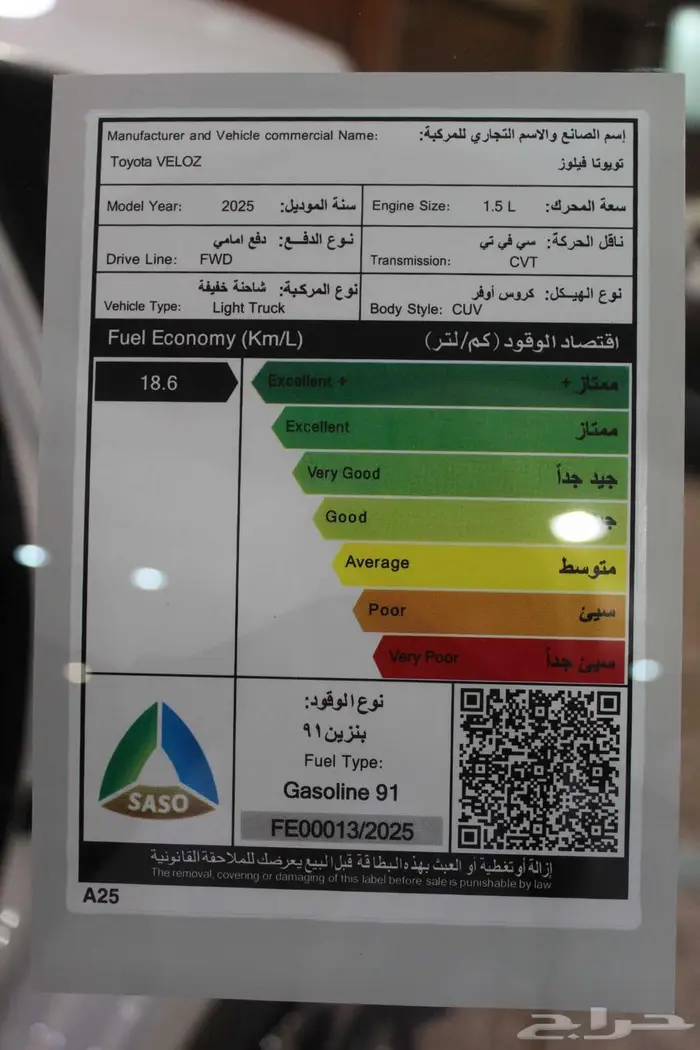 Manufacturer and Vehicle commercial Name: إسم الصانع والاسم التجاري للمركبة:
Toyota VELOZ تويوتا فيلوز
Model Year: 2025 سنة الموديل:
Engine Size: 1.5 L سعة المحرك:
نوع الدفع: دفع امامي
Drive Line: FWD
ناقل الحركة: سي في تي
Transmission: CVT
نوع المركبة: شاحنة خفيفة
Vehicle Type: Light Truck
نوع الهيكل: كروس أوفر
Body Style: CUV
Fuel Economy (Km/L) اقتصاد الوقود (كم/لتر)
18.6
Excellent + ممتاز +
Excellent ممتاز
Very Good جيد جداً
Good
Average متوسط
Poor سيئ
Very Poor سيئ جداً
نوع الوقود:
بنزين ٩١
Fuel Type:
Gasoline 91
FE00013/2025
SASO
إزالة أو تغطية أو العبث بهذه البطاقة قبل البيع يعرضك للملاحقة القانونية
The removal, covering or damaging of this label before sale is punishable by law
A25
حراج